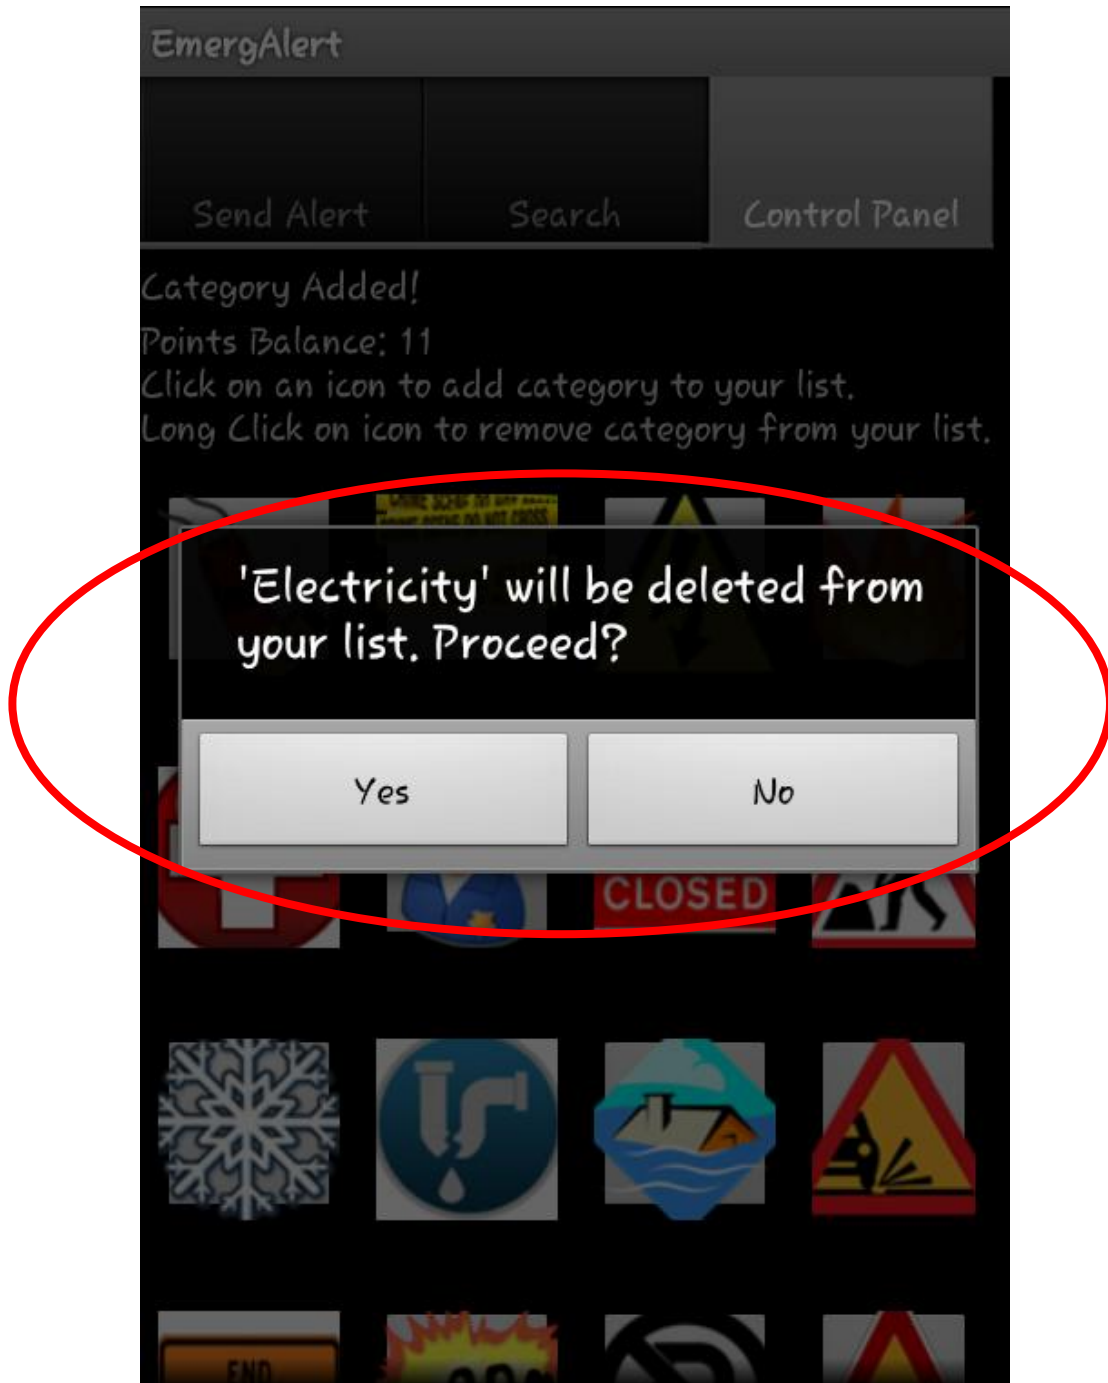 EmergAlert
Send Alert Search Control Panel
Category Added!
Points Balance: 11
Click on an icon to add category to your list.
Long Click on icon to remove category from your list.
'Electricity' will be deleted from
your list. Proceed?
Yes No
CLOSED
END